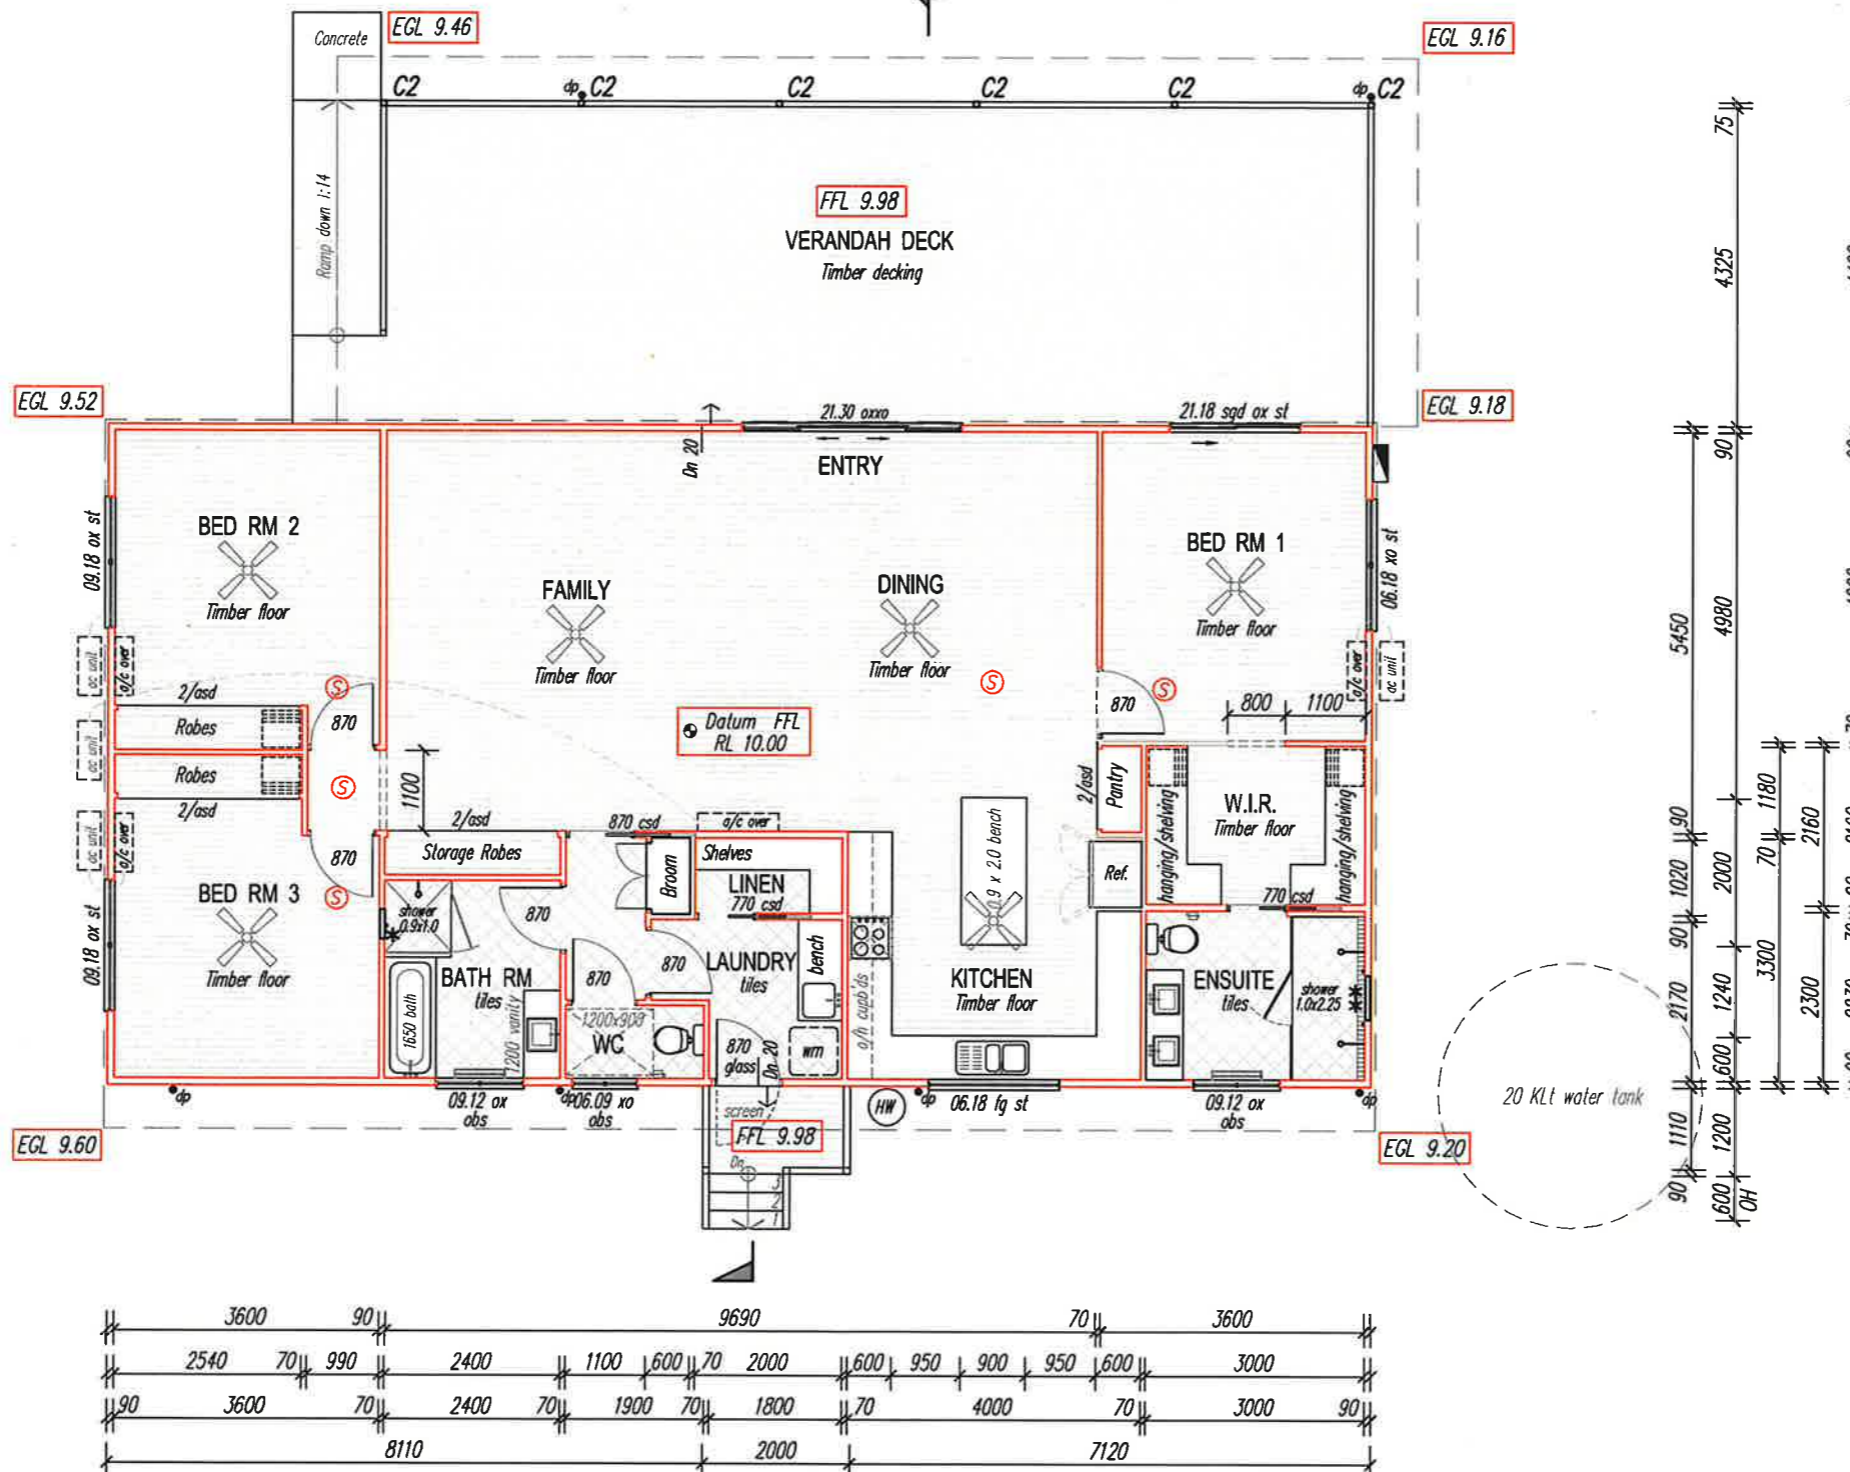 Concrete
EGL 9.46
EGL 9.16
C2
dp C2
C2
C2
C2
dp C2
Ramp down 1:14
FFL 9.98
VERANDAH DECK
Timber decking
75
4325
EGL 9.52
EGL 9.18
21.30 oxxo
21.18 sgd ox st
Dn 20
ENTRY
BED RM 2
Timber floor
09.18 ox st
FAMILY
Timber floor
DINING
Timber floor
BED RM 1
Timber floor
06.18 xo st
90
4980
5450
ac unit
a/c over
2/asd
Robes
870
S
S
S
870
800
1100
a/c over
ac unit
Datum FFL
RL 10.00
ac unit
Robes
2/asd
S
1100
2/asd
Pantry
W.I.R.
Timber floor
hanging/shelving
hanging/shelving
ac unit
a/c over
870
S
2/asd
Storage Robes
870 csd
a/c over
Broom
Shelves
LINEN
770 csd
0.9 x 2.0 bench
Ref.
770 csd
BED RM 3
Timber floor
09.18 ox st
shower
0.9x1.0
870
870
870
BATH RM
tiles
1650 bath
1200 vanity
1200x900
WC
LAUNDRY
tiles
bench
870
glass
Dn 20
wm
o/h cupb'ds
KITCHEN
Timber floor
ENSUITE
tiles
shower
1.0x2.25
90
1180
2160
1020
2000
70
90
3300
2170
1240
2300
600
20 KLt water tank
dp
09.12 ox
obs
dp
06.09 xo
obs
HW
dp
06.18 fg st
09.12 ox
obs
dp
screen
FFL 9.98
EGL 9.60
EGL 9.20
Dn
3
2
1
1110
1200
90
600
OH
3600 90 9690 70 3600
2540 70 990 2400 1100 600 70 2000 600 950 900 950 600 3000
90 3600 70 2400 70 1900 70 1800 70 4000 70 3000 90
8110 2000 7120